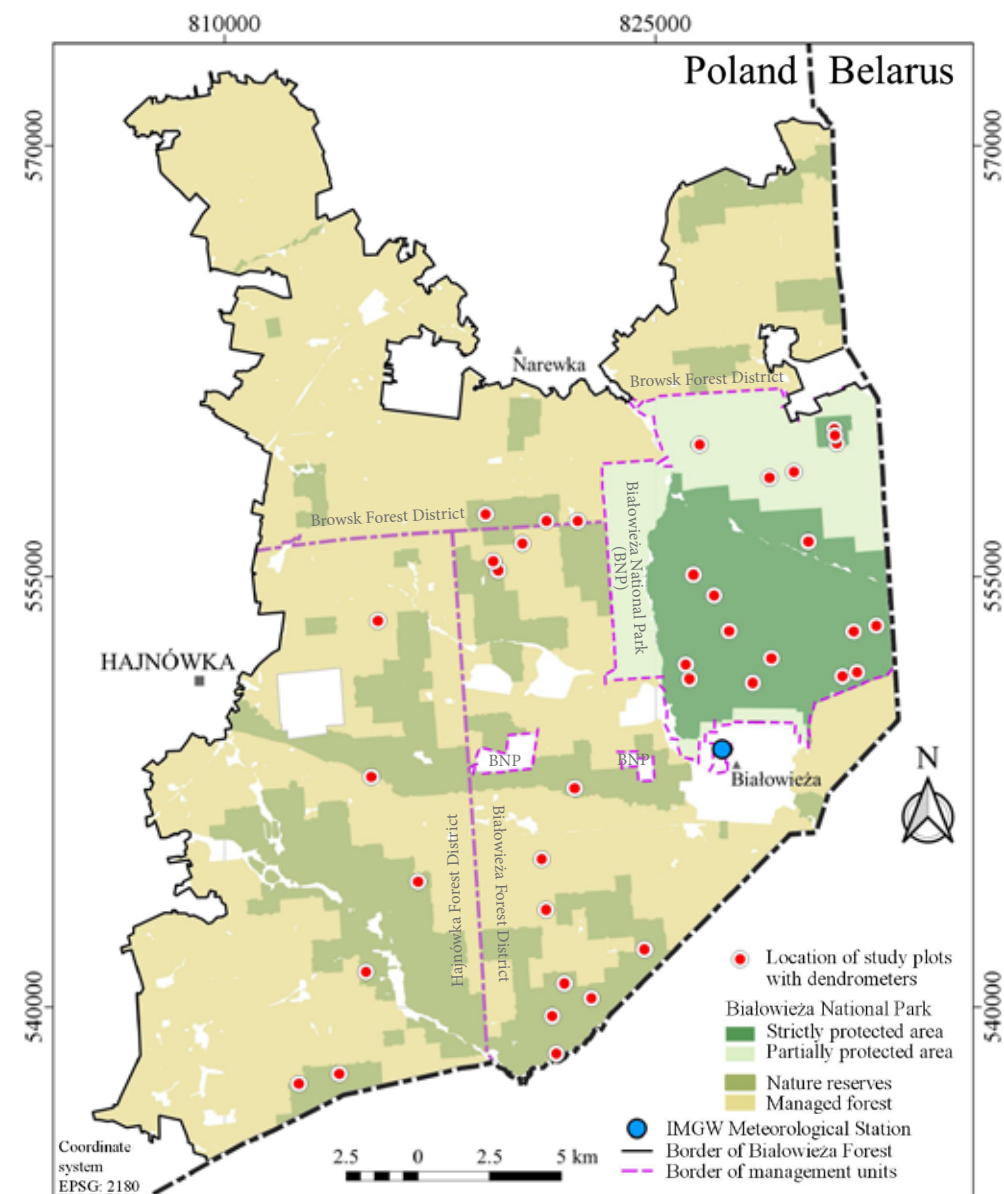 810000
825000
Poland
Belarus
570000
570000
Narewka
Browsk Forest District
Browsk Forest District
Białowieża National Park
(BNP)
555000
555000
HAJNÓWKA
BNP
BNP
Białowieża
N
Hajnówka Forest District
Białowieża Forest District
540000
540000
Location of study plots
with dendrometers
Białowieża National Park
Strictly protected area
Partially protected area
Nature reserves
Managed forest
IMGW Meteorological Station
Border of Białowieża Forest
Border of management units
Coordinate
system
EPSG: 2180
2.5 0 2.5 5 km